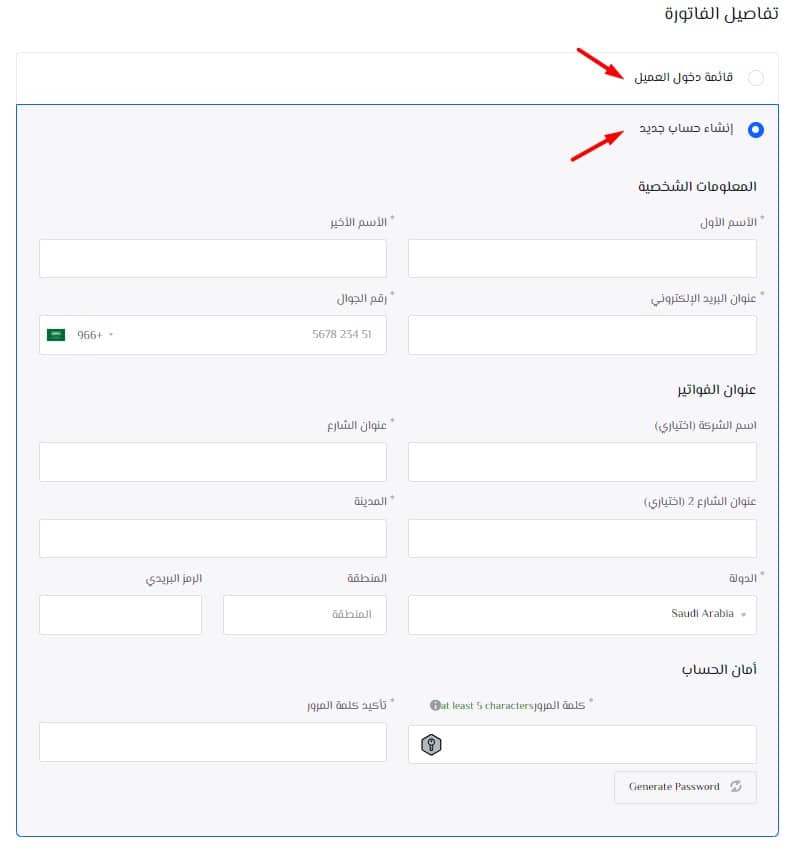 تفاصيل الفاتورة
قائمة دخول العميل
إنشاء حساب جديد
المعلومات الشخصية
* الأسم الأول
* الأسم الأخير
* عنوان البريد الإلكتروني
* رقم الجوال
51 234 5678
+966
عنوان الفواتير
اسم الشركة (اختياري)
* عنوان الشارع
عنوان الشارع 2 (اختياري)
* المدينة
* الدولة
المنطقة
الرمز البريدي
Saudi Arabia
المنطقة
أمان الحساب
* كلمة المرور at least 5 characters
* تأكيد كلمة المرور
Generate Password